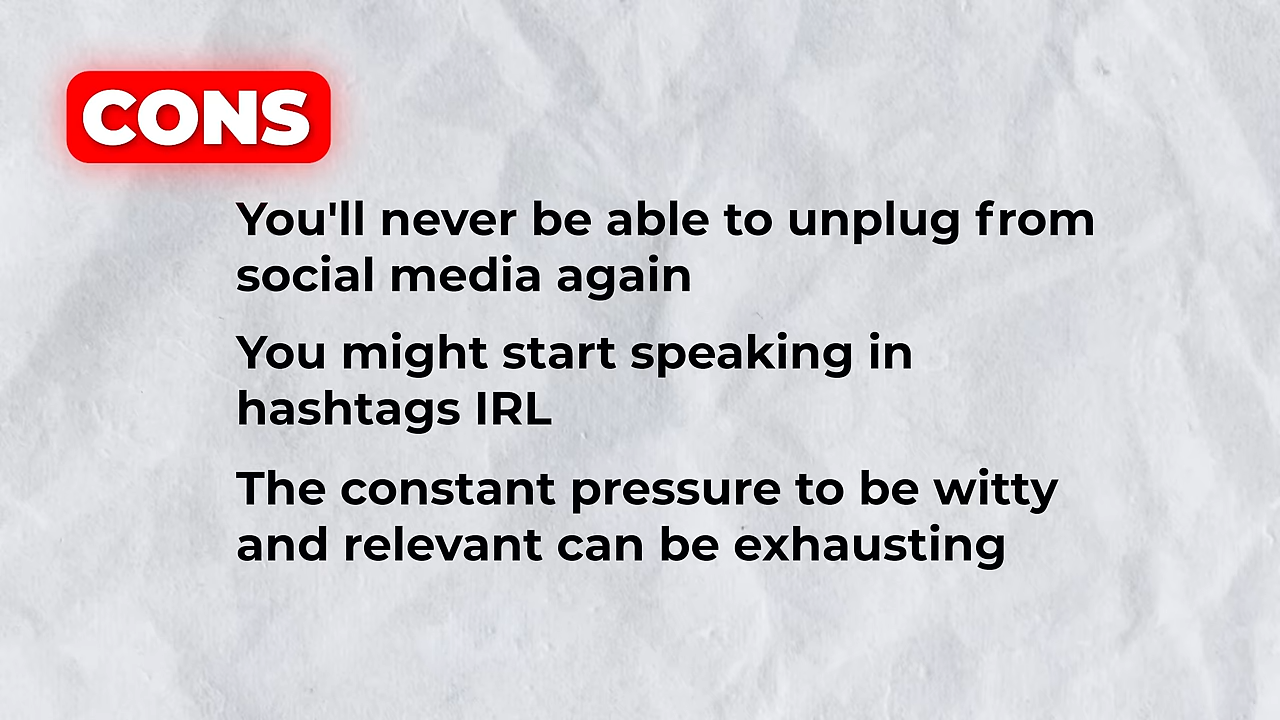 CONS
You'll never be able to unplug from
social media again
You might start speaking in
hashtags IRL
The constant pressure to be witty
and relevant can be exhausting